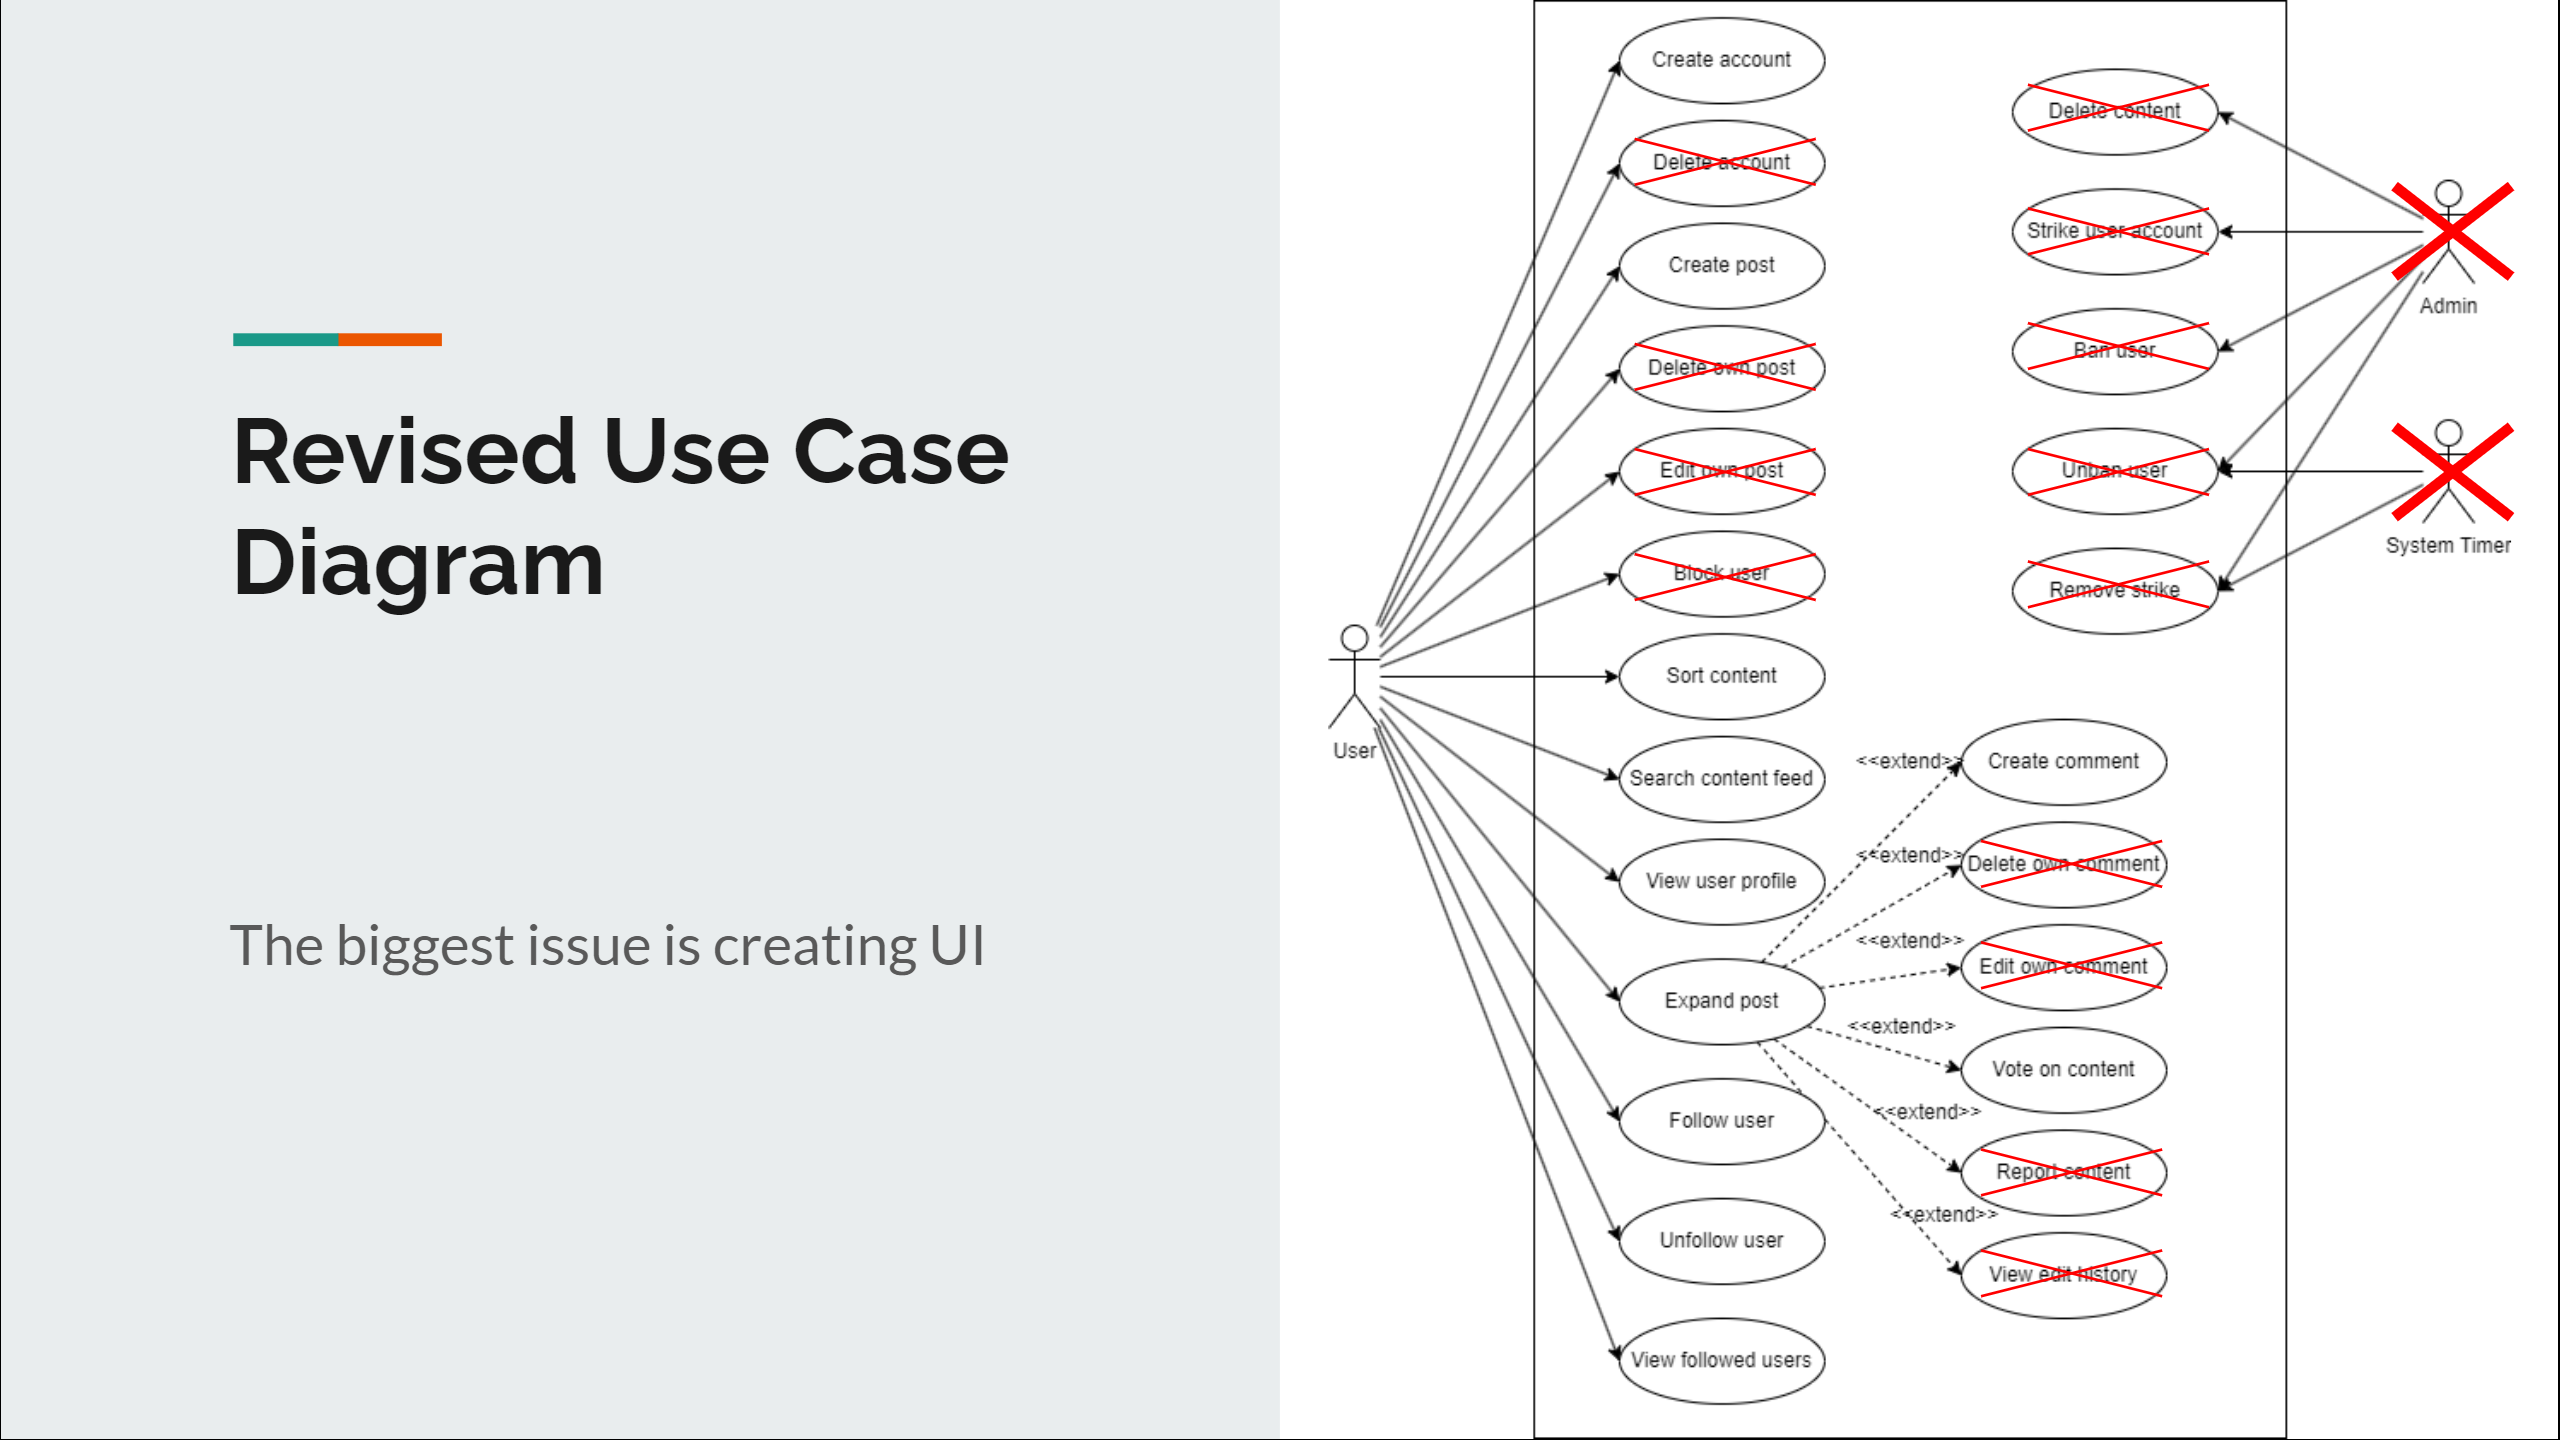 Revised Use Case
Diagram
The biggest issue is creating UI
User
Create account
Delete account
Create post
Delete own post
Edit own post
Block user
Sort content
Search content feed
View user profile
Expand post
Follow user
Unfollow user
View followed users
<<extend>>
Create comment
<<extend>>
Delete own comment
<<extend>>
Edit own comment
<<extend>>
Vote on content
<<extend>>
Report content
<<extend>>
View edit history
Delete content
Strike user account
Ban user
Unban user
Remove strike
Admin
System Timer